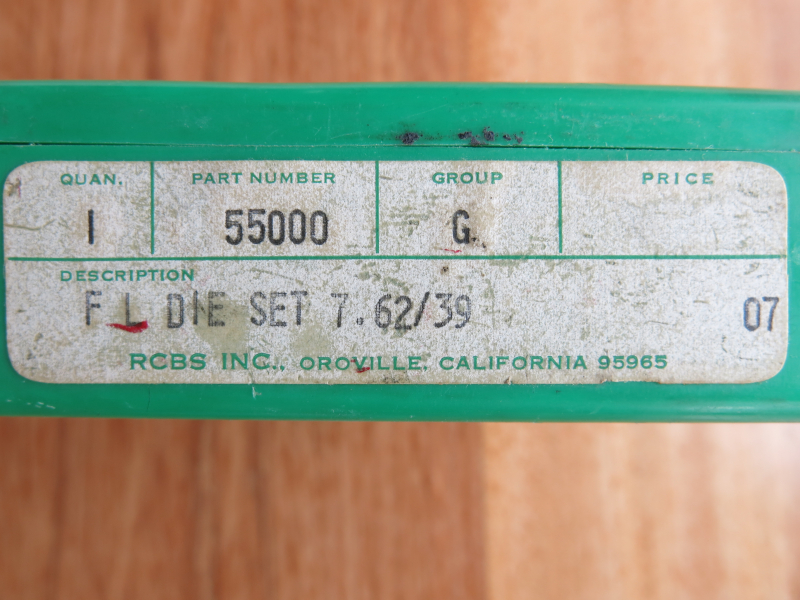 QUAN. PART NUMBER GROUP PRICE
1 55000 G
DESCRIPTION
F L DIE SET 7.62/39 07
RCBS INC., OROVILLE, CALIFORNIA 95965